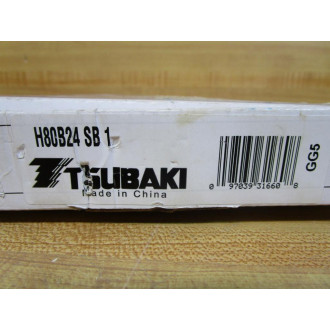 H80B24 SB 1
TSUBAKI
Made in China
0 97039 31660 8
GG5